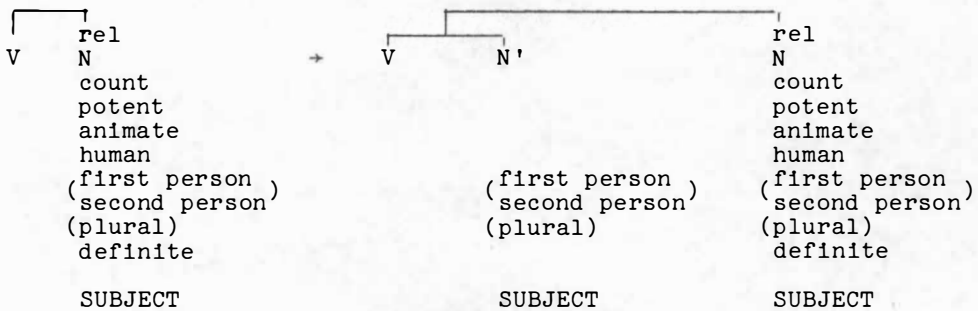 rel rel
V N → V N' N
count count
potent potent
animate animate
human human
(first person (first person (first person
second person) second person) second person)
(plural) (plural) (plural)
definite definite
SUBJECT SUBJECT SUBJECT